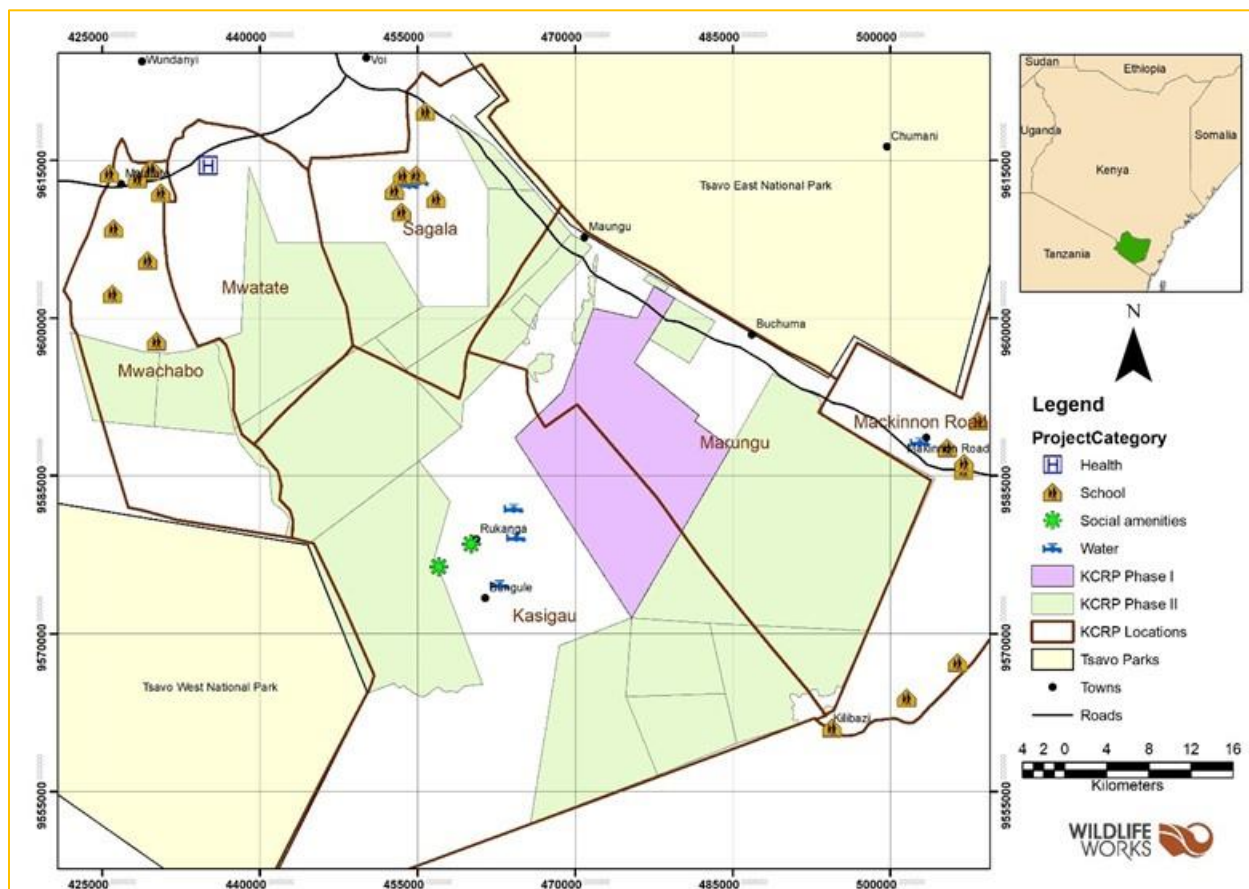 425000 440000 455000 470000 485000 500000
Wundanyi
Voi
Chumani
9615000 9615000
Tsavo East National Park
Sagala
Maungu
Mwatate
9600000 9600000
Buchuma
Mwachabo
Mackinnon Road
Marungu
Makinnon Road
9585000 9585000
Rukanga
Kasigau
9570000 9570000
Tsavo West National Park
Kilibazi
9555000 9555000
425000 440000 455000 470000 485000 500000
Sudan
Ethiopia
Uganda
Somalia
Kenya
Tanzania
N
Legend
ProjectCategory
H Health
School
Social amenities
Water
KCRP Phase I
KCRP Phase II
KCRP Locations
Tsavo Parks
Towns
Roads
4 2 0 4 8 12 16
Kilometers
WILDLIFE
WORKS